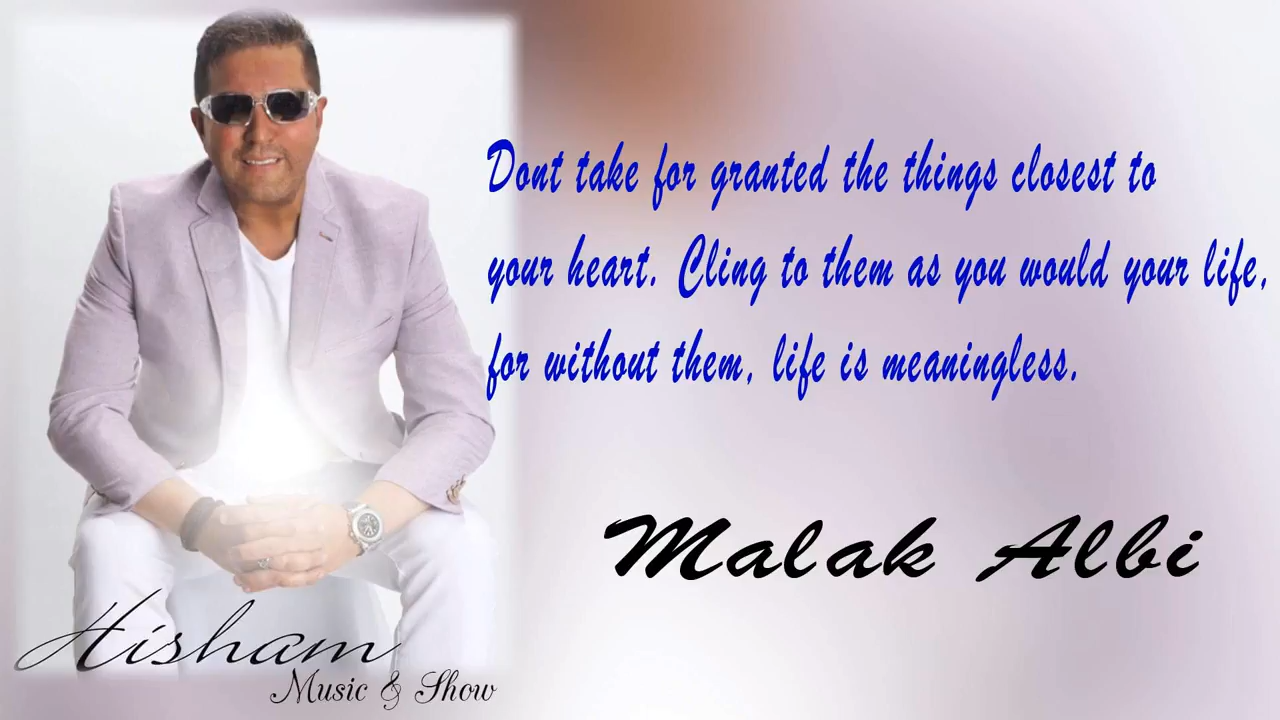 Dont take for granted the things closest to
your heart. Cling to them as you would your life,
for without them, life is meaningless.
Malak Albi
Hisham
Music & Show